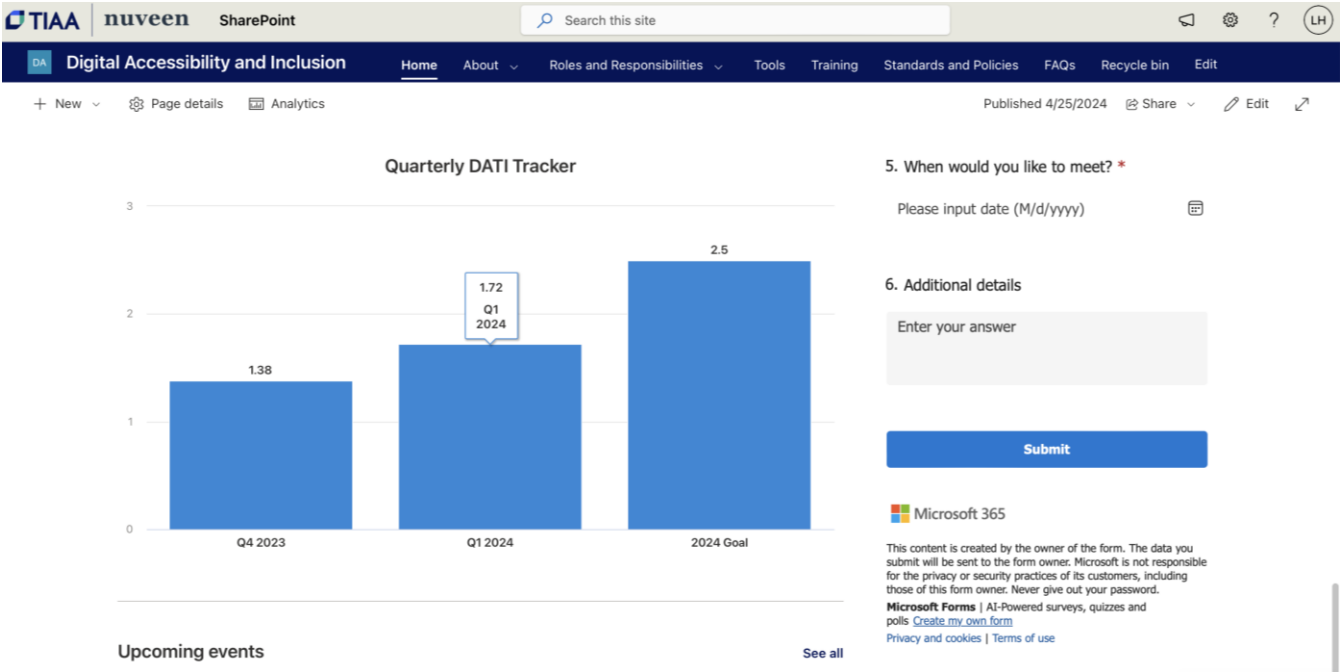 TIAA nuveen SharePoint Search this site ? LH
DA Digital Accessibility and Inclusion Home About Roles and Responsibilities Tools Training Standards and Policies FAQs Recycle bin Edit
+ New Page details Analytics Published 4/25/2024 Share Edit
Quarterly DATI Tracker
3
2
1
0
1.38
1.72
Q1
2024
2.5
Q4 2023
Q1 2024
2024 Goal
Upcoming events
See all
5. When would you like to meet? *
Please input date (M/d/yyyy)
6. Additional details
Enter your answer
Submit
Microsoft 365
This content is created by the owner of the form. The data you
submit will be sent to the form owner. Microsoft is not responsible
for the privacy or security practices of its customers, including
those of this form owner. Never give out your password.
Microsoft Forms | AI-Powered surveys, quizzes and
polls Create my own form
Privacy and cookies | Terms of use